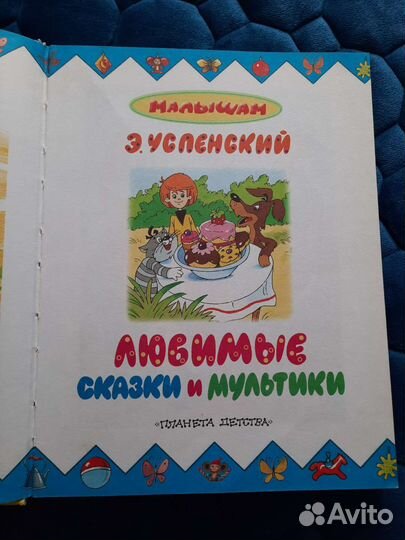 МАЛЫШАМ
Э. УСПЕНСКИЙ
ЛЮБИМЫЕ
СКАЗКИ И МУЛЬТИКИ
«ПЛАНЕТА ДЕТСТВА»
Avito